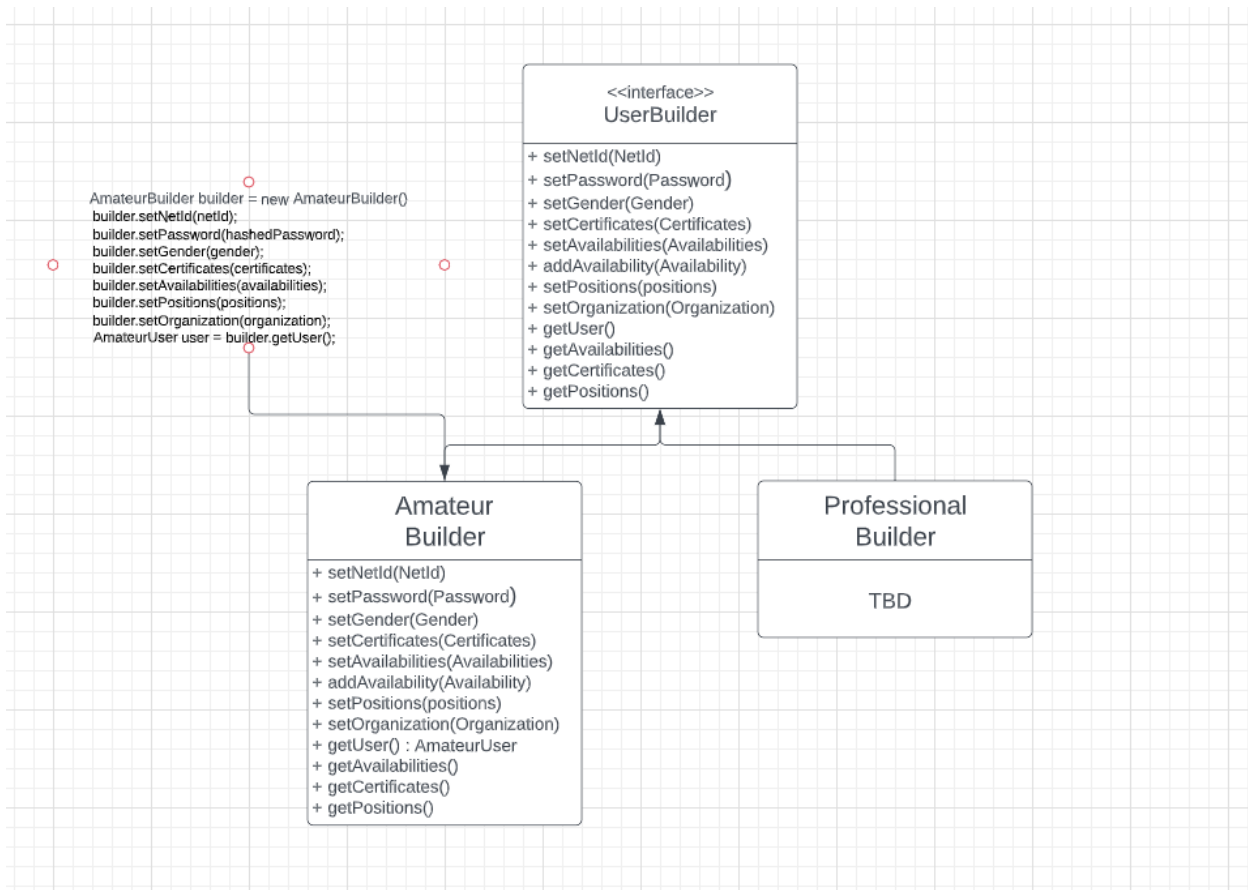 <<interface>>
UserBuilder
+ setNetId(NetId)
+ setPassword(Password)
+ setGender(Gender)
+ setCertificates(Certificates)
+ setAvailabilities(Availabilities)
+ addAvailability(Availability)
+ setPositions(positions)
+ setOrganization(Organization)
+ getUser()
+ getAvailabilities()
+ getCertificates()
+ getPositions()
AmateurBuilder builder = new AmateurBuilder()
builder.setNetId(netId);
builder.setPassword(hashedPassword);
builder.setGender(gender);
builder.setCertificates(certificates);
builder.setAvailabilities(availabilities);
builder.setPositions(positions);
builder.setOrganization(organization);
AmateurUser user = builder.getUser();
Amateur
Builder
+ setNetId(NetId)
+ setPassword(Password)
+ setGender(Gender)
+ setCertificates(Certificates)
+ setAvailabilities(Availabilities)
+ addAvailability(Availability)
+ setPositions(positions)
+ setOrganization(Organization)
+ getUser() : AmateurUser
+ getAvailabilities()
+ getCertificates()
+ getPositions()
Professional
Builder
TBD